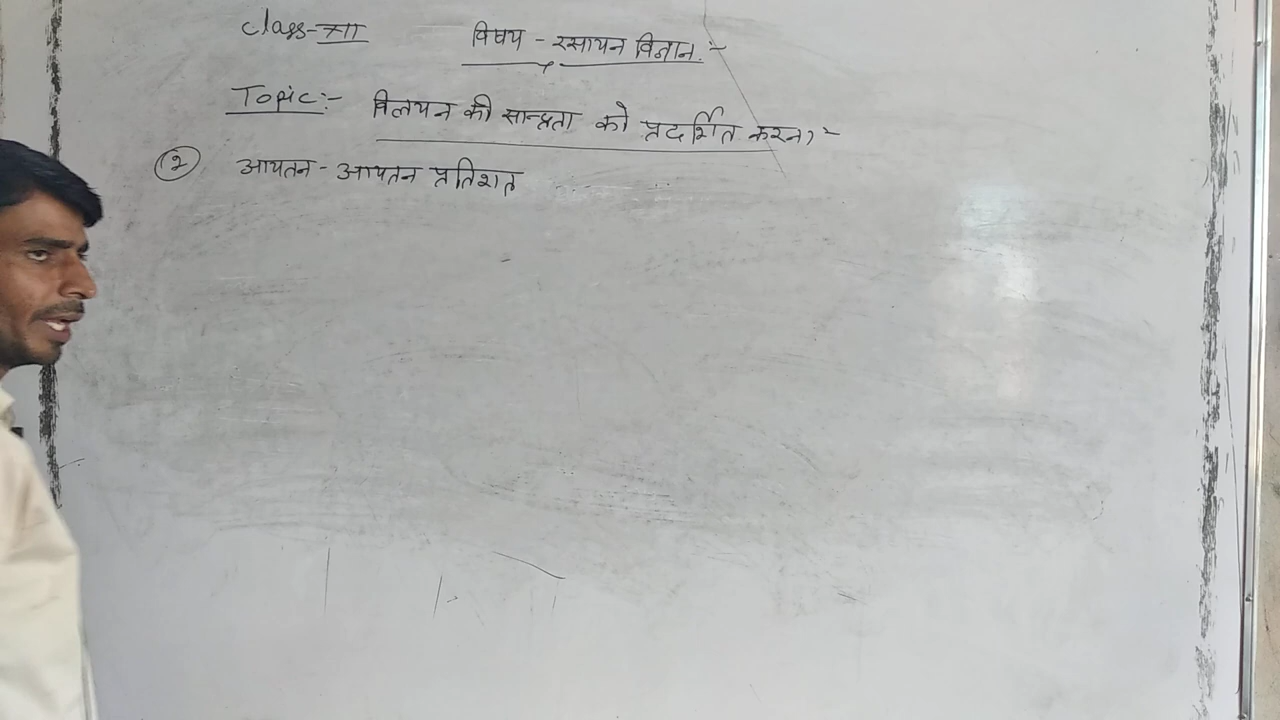 Class-XII
विषय - रसायन विज्ञान :-
Topic :- विलयन की सान्द्रता को प्रदर्शित करना :-
② आयतन - आयतन प्रतिशत